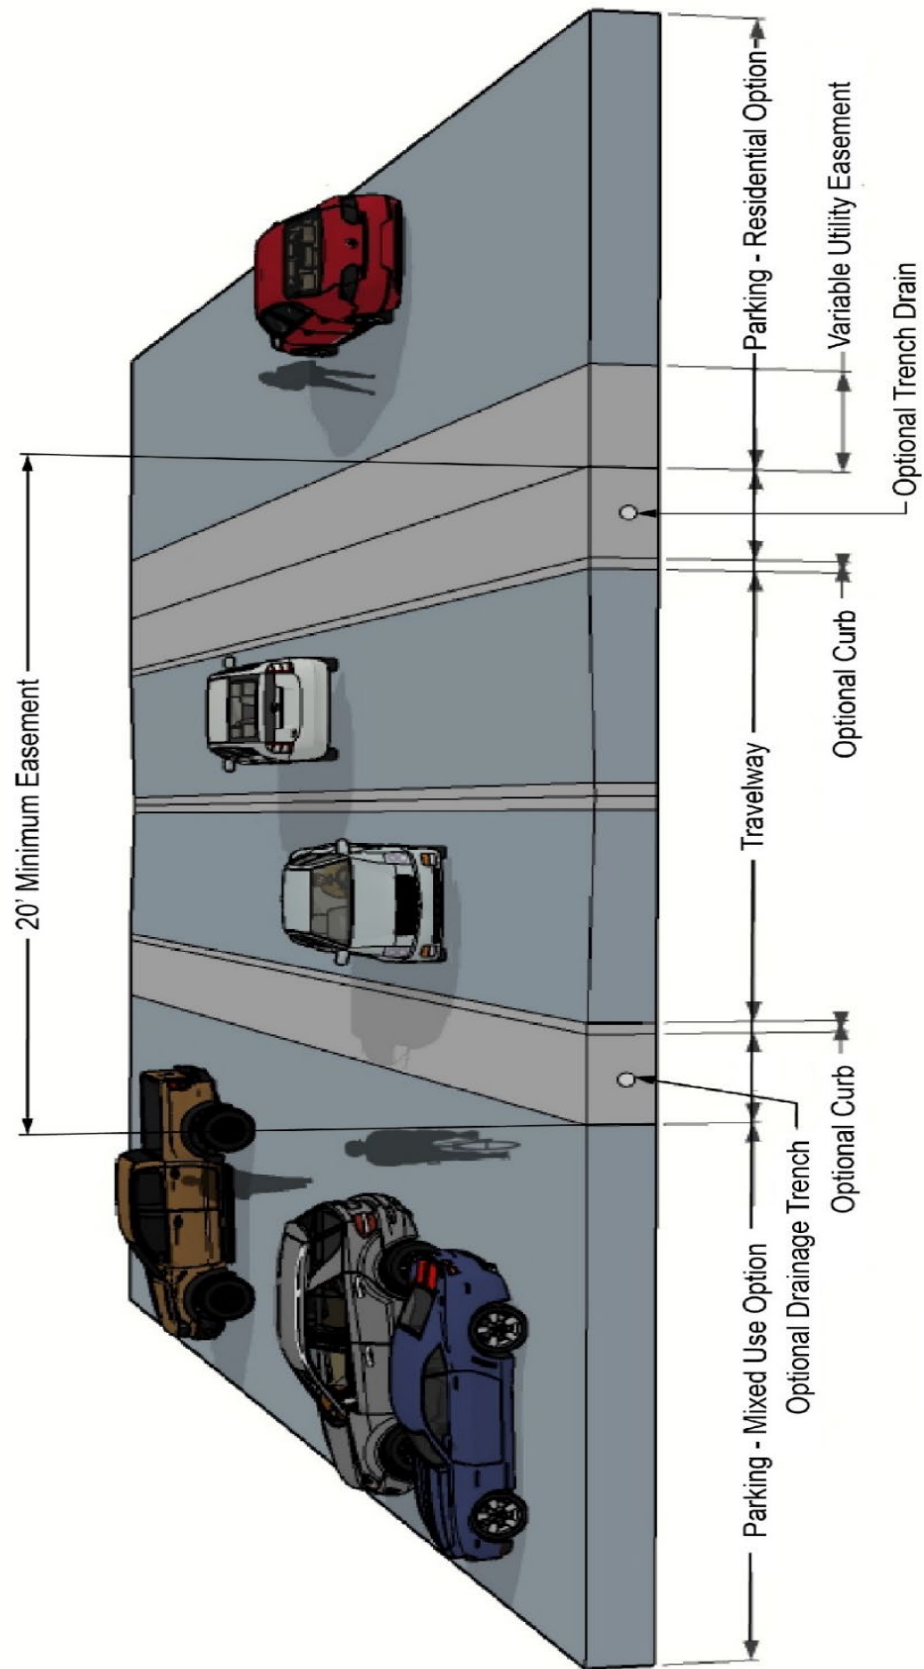 20' Minimum Easement
Parking - Mixed Use Option
Travelway
Parking - Residential Option
Optional Drainage Trench
Optional Curb
Optional Curb
Variable Utility Easement
Optional Trench Drain